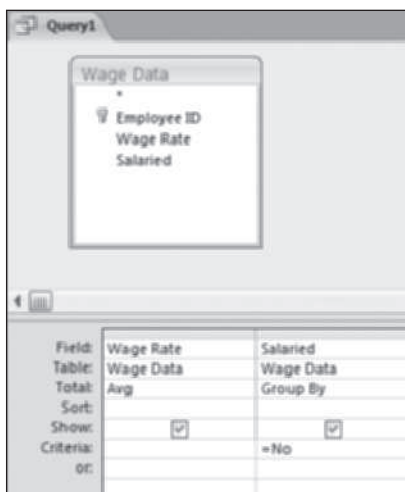 Query1
Wage Data
*
Employee ID
Wage Rate
Salaried
Field: Wage Rate Salaried
Table: Wage Data Wage Data
Total: Avg Group By
Sort:
Show:
Criteria: =No
or: